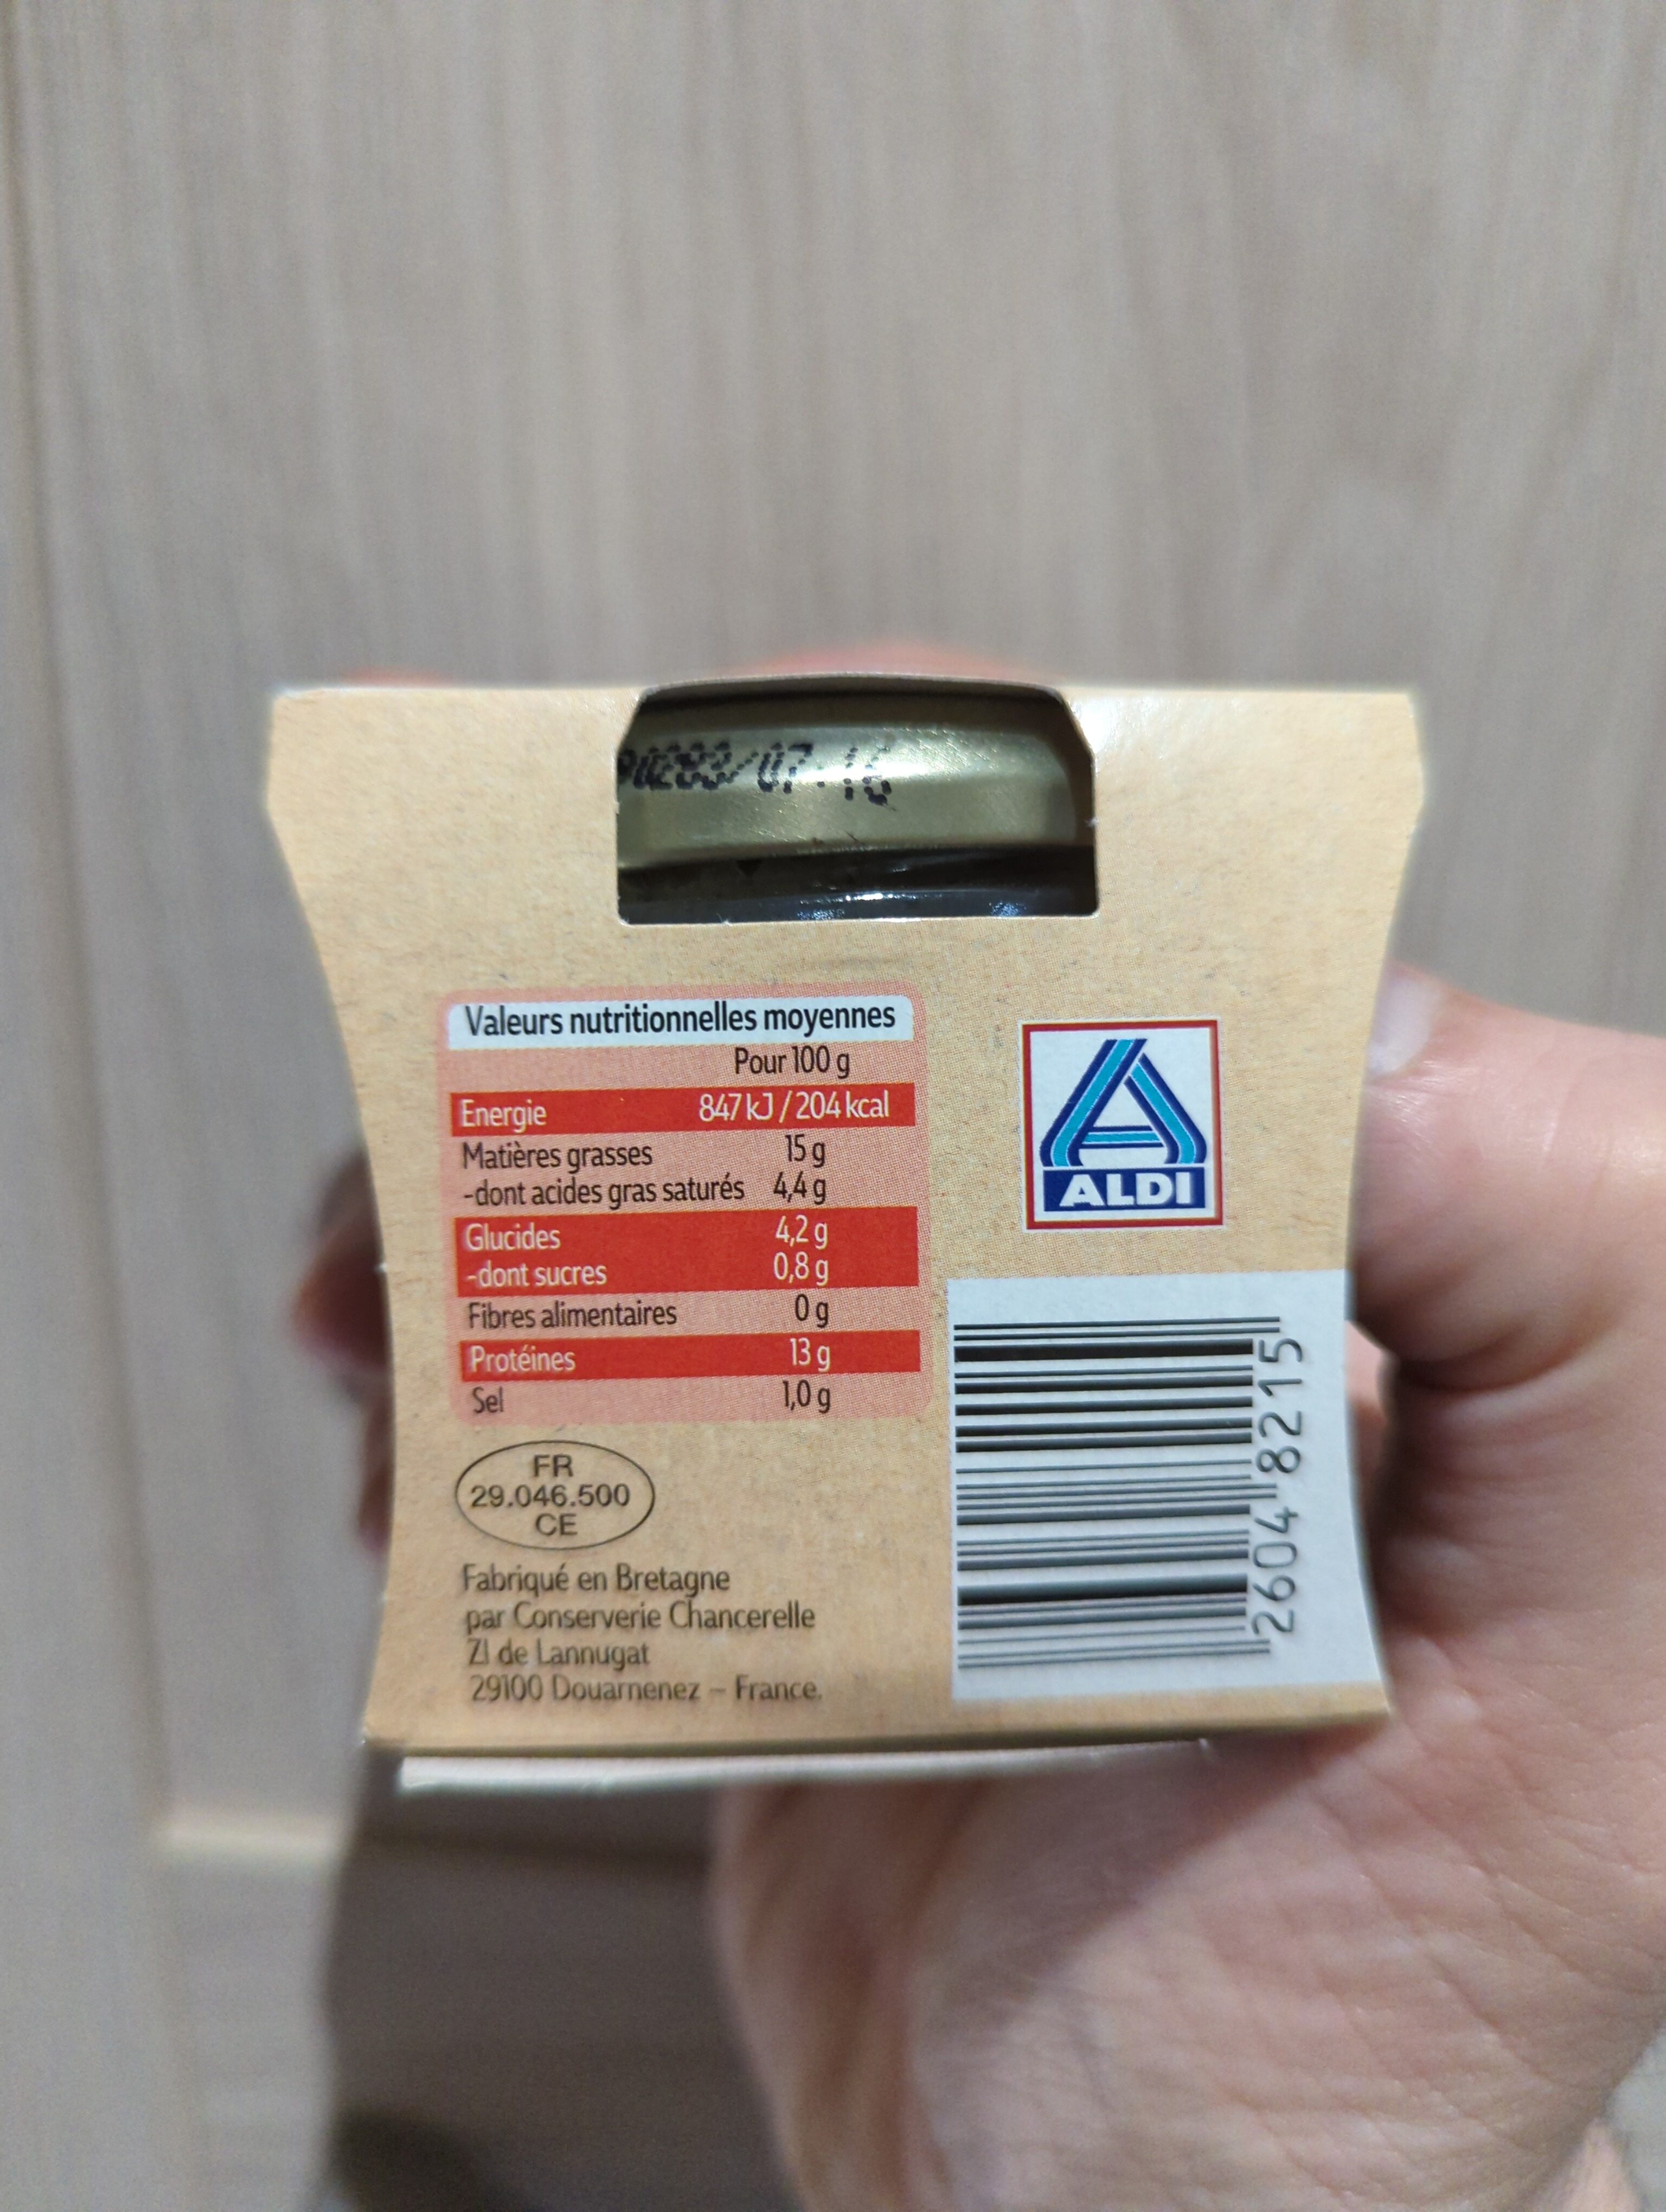 Valeurs nutritionnelles moyennes
Pour 100 g
Energie 847 kJ / 204 kcal
Matières grasses 15 g
-dont acides gras saturés 4,4 g
Glucides 4,2 g
-dont sucres 0,8 g
Fibres alimentaires 0 g
Protéines 13 g
Sel 1,0 g
FR
29.046.500
CE
Fabriqué en Bretagne
par Conserverie Chancerelle
ZI de Lannugat
29100 Douarnenez – France.
ALDI
2604 8215